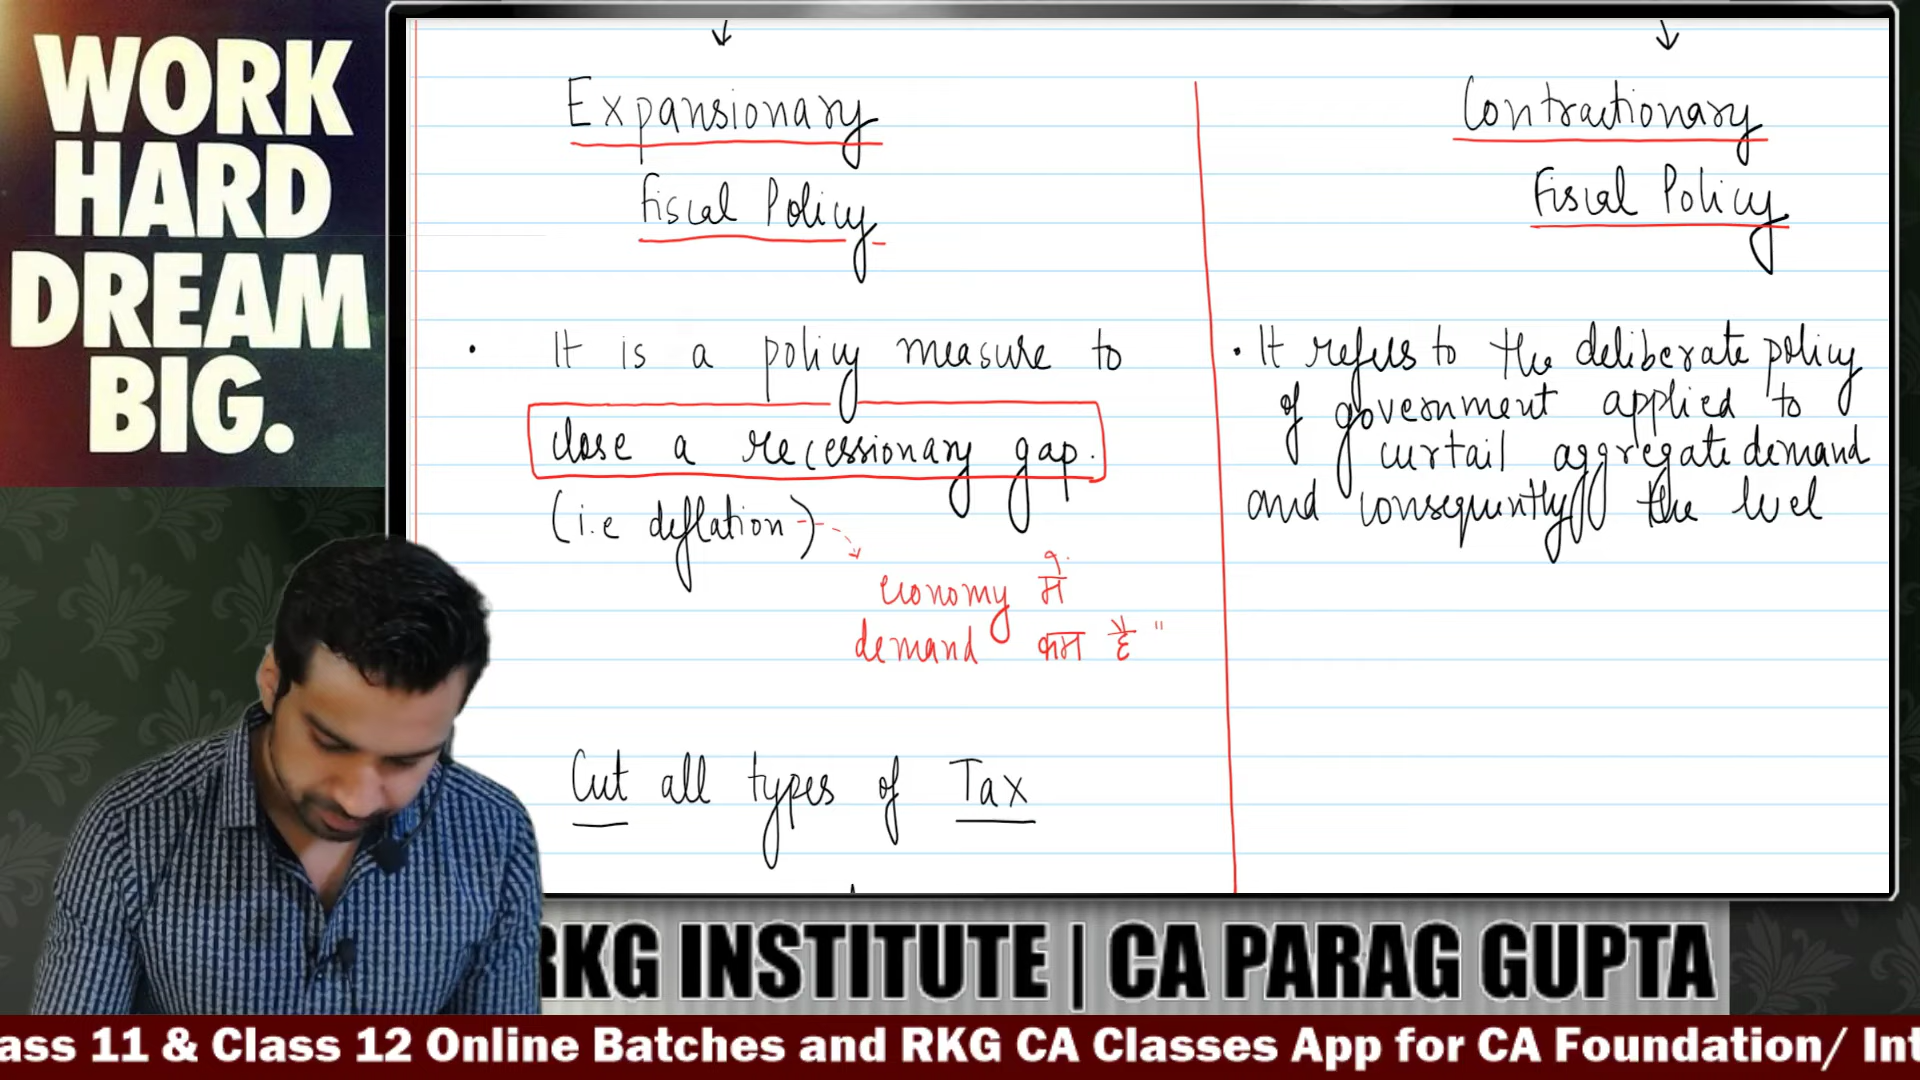 WORK
HARD
DREAM
BIG.
Expansionary
Fiscal Policy
• It is a policy measure to
close a recessionary gap.
(i.e deflation)
economy में
demand कम है"
Cut all types of Tax
Contractionary
Fiscal Policy
• It refers to the deliberate policy
of government applied to
curtail aggregate demand
and consequently the level
RKG INSTITUTE | CA PARAG GUPTA
ass 11 & Class 12 Online Batches and RKG CA Classes App for CA Foundation/ Int